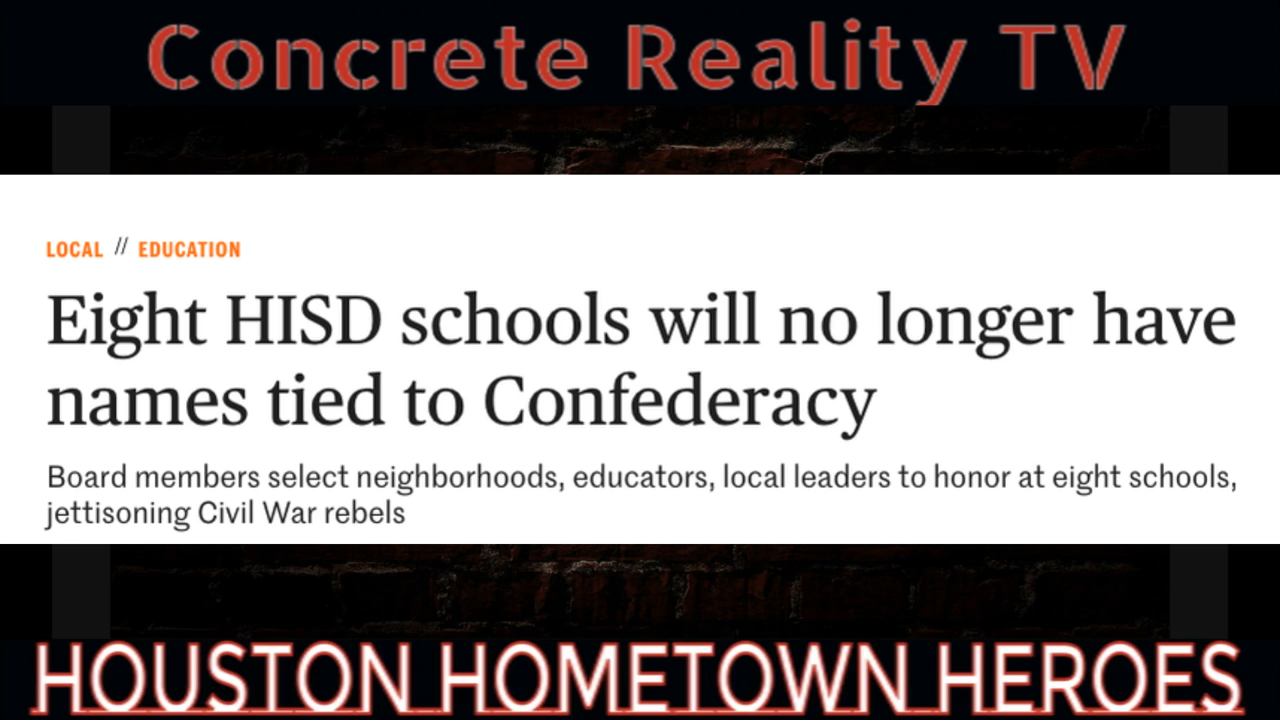 Concrete Reality TV
LOCAL // EDUCATION
Eight HISD schools will no longer have
names tied to Confederacy
Board members select neighborhoods, educators, local leaders to honor at eight schools,
jettisoning Civil War rebels
HOUSTON HOMETOWN HEROES